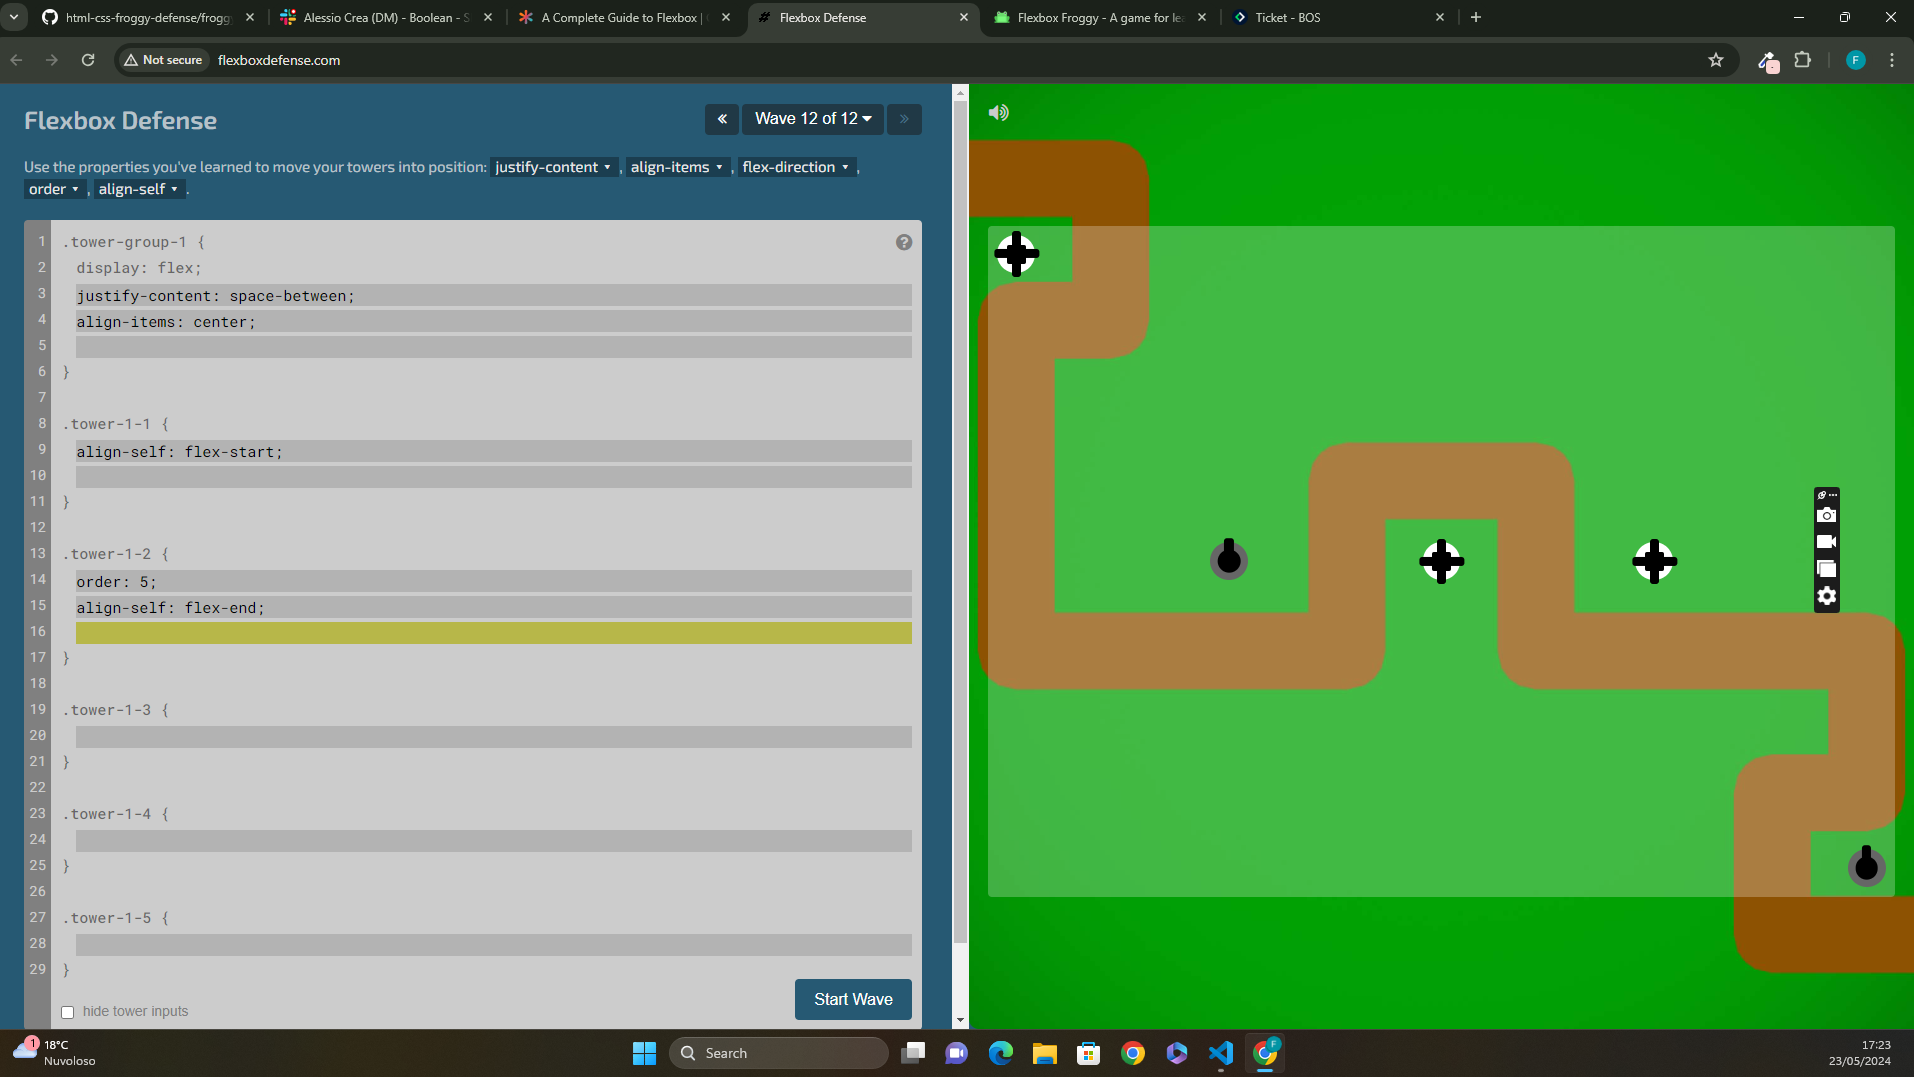 html-css-froggy-defense/frogg
Alessio Crea (DM) - Boolean - S
A Complete Guide to Flexbox |
Flexbox Defense
Flexbox Froggy - A game for lea
Ticket - BOS
Not secure
flexboxdefense.com
F
Flexbox Defense
«
Wave 12 of 12
»
Use the properties you've learned to move your towers into position: justify-content ▾, align-items ▾, flex-direction ▾,
order ▾, align-self ▾.
1 .tower-group-1 {
2 display: flex;
3 justify-content: space-between;
4 align-items: center;
5
6 }
7
8 .tower-1-1 {
9 align-self: flex-start;
10
11 }
12
13 .tower-1-2 {
14 order: 5;
15 align-self: flex-end;
16
17 }
18
19 .tower-1-3 {
20
21 }
22
23 .tower-1-4 {
24
25 }
26
27 .tower-1-5 {
28
29 }
?
hide tower inputs
Start Wave
1
18°C
Nuvoloso
Search
F
17:23
23/05/2024